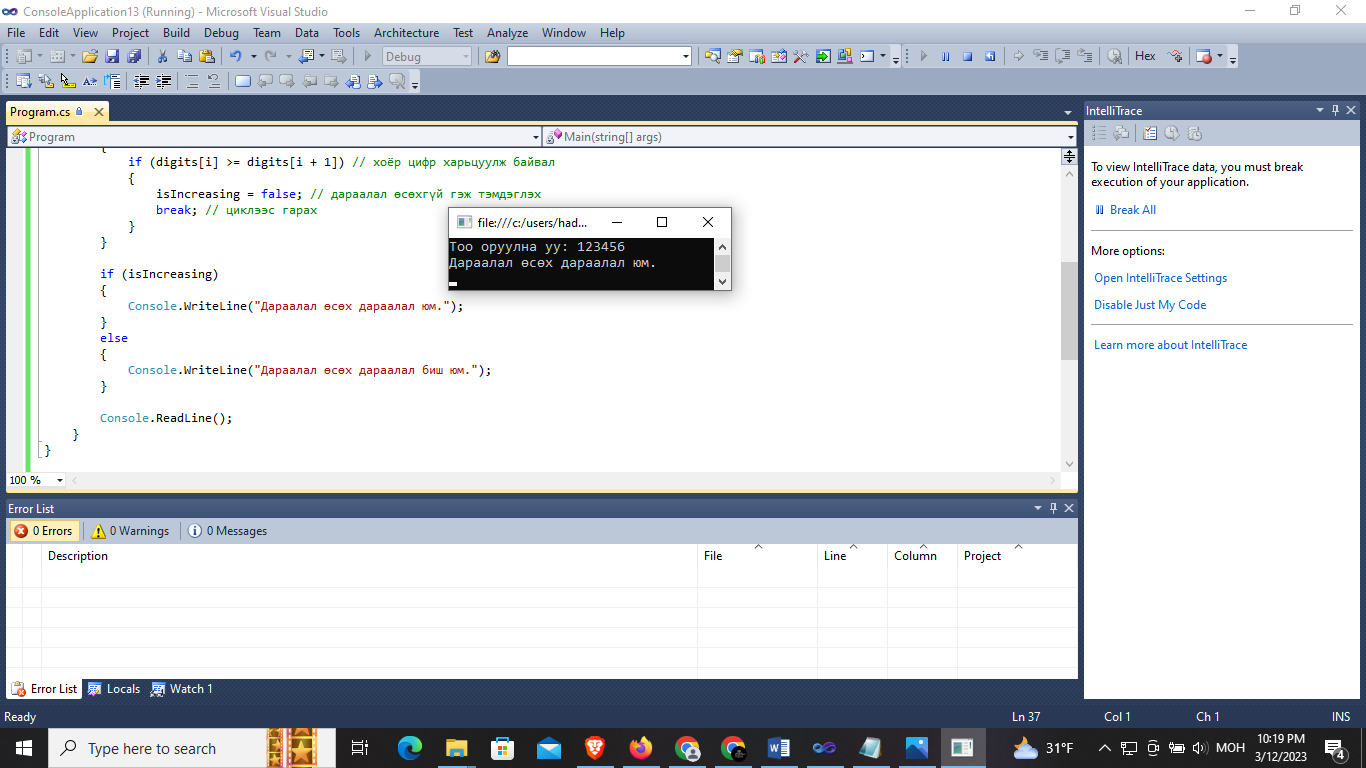 ConsoleApplication13 (Running) - Microsoft Visual Studio
File Edit View Project Build Debug Team Data Tools Architecture Test Analyze Window Help
Debug
Hex
Program.cs
Program
Main(string[] args)
{
if (digits[i] >= digits[i + 1]) // хоёр цифр харьцуулж байвал
{
isIncreasing = false; // дараалал өсөхгүй гэж тэмдэглэх
break; // циклээс гарах
}
}
if (isIncreasing)
{
Console.WriteLine("Дараалал өсөх дараалал юм.");
}
else
{
Console.WriteLine("Дараалал өсөх дараалал биш юм.");
}
Console.ReadLine();
}
}
100 %
file:///c:/users/had...
Тоо оруулна уу: 123456
Дараалал өсөх дараалал юм.
IntelliTrace
To view IntelliTrace data, you must break
execution of your application.
Break All
More options:
Open IntelliTrace Settings
Disable Just My Code
Learn more about IntelliTrace
Error List
0 Errors
0 Warnings
0 Messages
Description File Line Column Project
Error List Locals Watch 1
Ready Ln 37 Col 1 Ch 1 INS
Type here to search
31°F
МОН
10:19 PM
3/12/2023
4